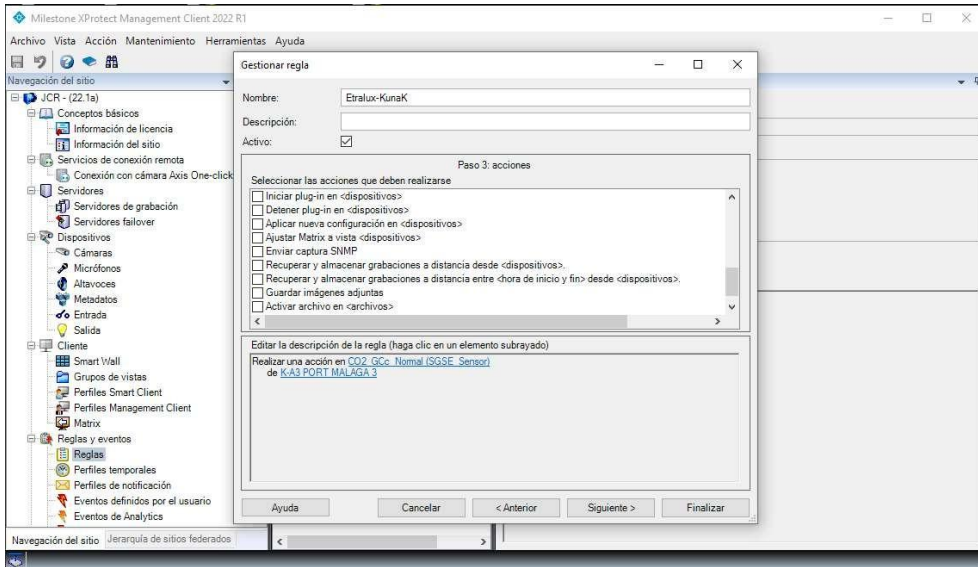 Milestone XProtect Management Client 2022 R1
Archivo Vista Acción Mantenimiento Herramientas Ayuda
Navegación del sitio
JCR - (22.1a)
Conceptos básicos
Información de licencia
Información del sitio
Servicios de conexión remota
Conexión con cámara Axis One-click
Servidores
Servidores de grabación
Servidores failover
Dispositivos
Cámaras
Micrófonos
Altavoces
Metadatos
Entrada
Salida
Cliente
Smart Wall
Grupos de vistas
Perfiles Smart Client
Perfiles Management Client
Matrix
Reglas y eventos
Reglas
Perfiles temporales
Perfiles de notificación
Eventos definidos por el usuario
Eventos de Analytics
Navegación del sitio Jerarquía de sitios federados
Gestionar regla
Nombre: Etralux-KunaK
Descripción:
Activo:
Paso 3: acciones
Seleccionar las acciones que deben realizarse
Iniciar plug-in en <dispositivos>
Detener plug-in en <dispositivos>
Aplicar nueva configuración en <dispositivos>
Ajustar Matrix a vista <dispositivos>
Enviar captura SNMP
Recuperar y almacenar grabaciones a distancia desde <dispositivos>.
Recuperar y almacenar grabaciones a distancia entre <hora de inicio y fin> desde <dispositivos>.
Guardar imágenes adjuntas
Activar archivo en <archivos>
Editar la descripción de la regla (haga clic en un elemento subrayado)
Realizar una acción en CO2_GCc_Normal (SGSE_Sensor)
de K-A3 PORT MALAGA 3
Ayuda Cancelar < Anterior Siguiente > Finalizar